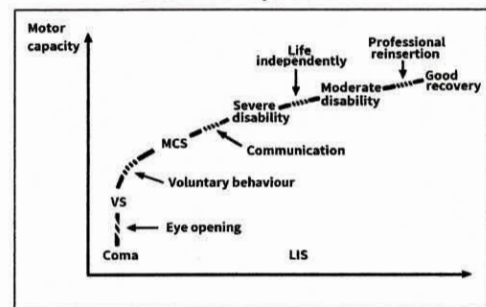 Motor
capacity
Life
independently
Professional
reinsertion
Good
recovery
Moderate
disability
Severe
disability
MCS
Communication
Voluntary behaviour
VS
Eye opening
Coma
LIS